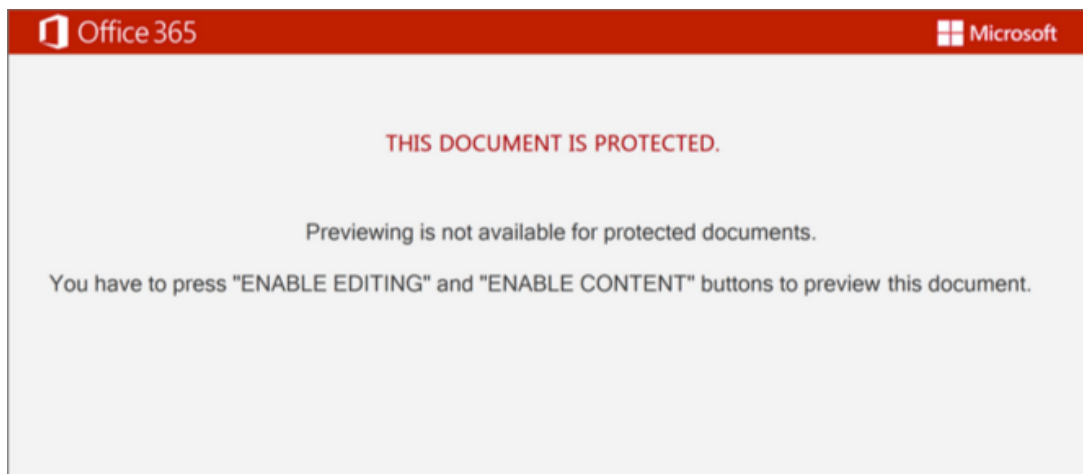 Office 365
Microsoft
THIS DOCUMENT IS PROTECTED.
Previewing is not available for protected documents.
You have to press "ENABLE EDITING" and "ENABLE CONTENT" buttons to preview this document.